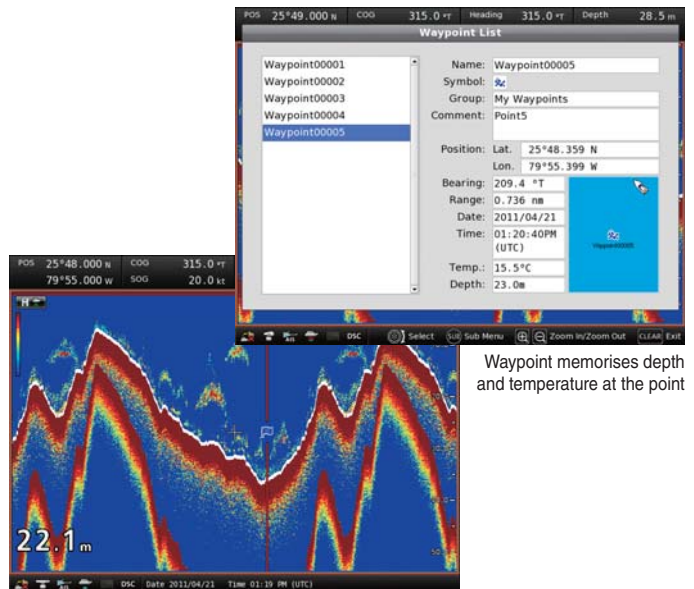 POS 25°49.000 N COG 315.0 °T Heading 315.0 °T Depth 28.5 m
Waypoint List
Waypoint00001
Waypoint00002
Waypoint00003
Waypoint00004
Waypoint00005
Name: Waypoint00005
Symbol:
Group: My Waypoints
Comment: Point5
Position: Lat. 25°48.359 N
Lon. 79°55.399 W
Bearing: 209.4 °T
Range: 0.736 nm
Date: 2011/04/21
Time: 01:20:40PM
(UTC)
Waypoint00005
Temp.: 15.5°C
Depth: 23.0m
AIS DSC Select SUB Sub Menu Zoom In/Zoom Out CLEAR Exit
Waypoint memorises depth
and temperature at the point
POS 25°48.000 N COG 315.0 °T
79°55.000 W SOG 20.0 kt
H
50
22.1 m
AIS DSC Date 2011/04/21 Time 01:19 PM (UTC)